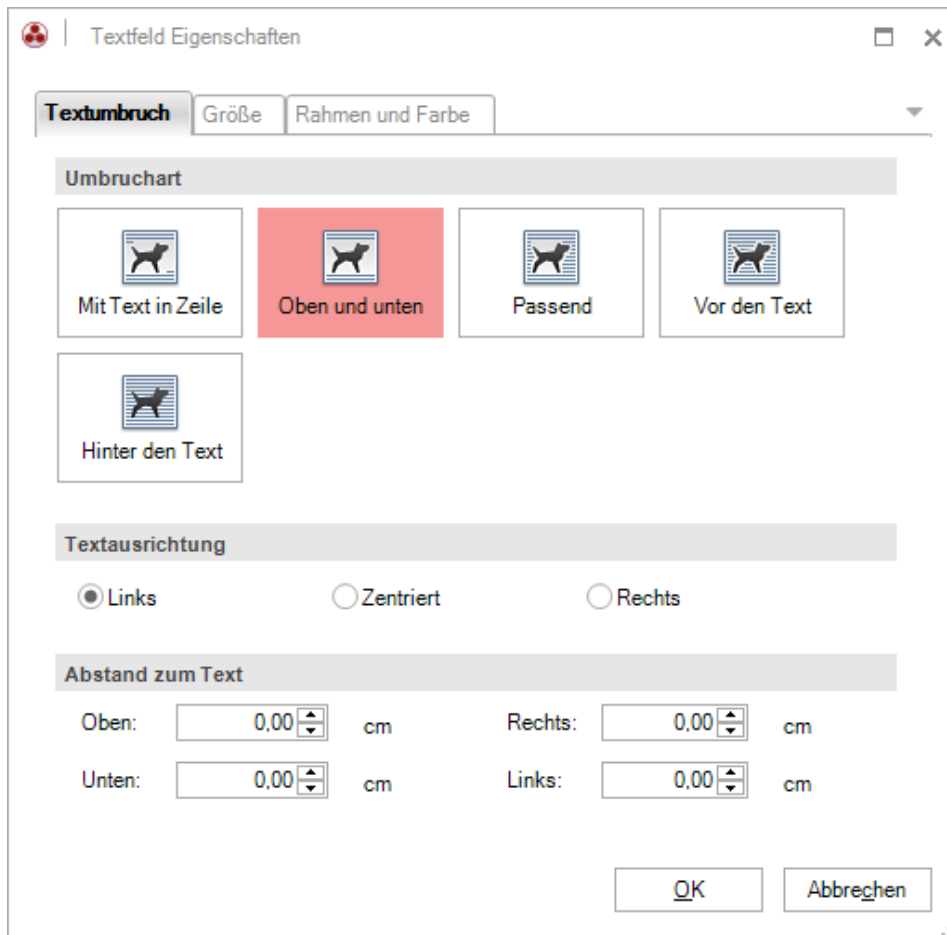 Textfeld Eigenschaften
Textumbruch Größe Rahmen und Farbe
Umbruchart
Mit Text in Zeile Oben und unten Passend Vor den Text
Hinter den Text
Textausrichtung
Links Zentriert Rechts
Abstand zum Text
Oben: 0,00 cm Rechts: 0,00 cm
Unten: 0,00 cm Links: 0,00 cm
OK Abbrechen